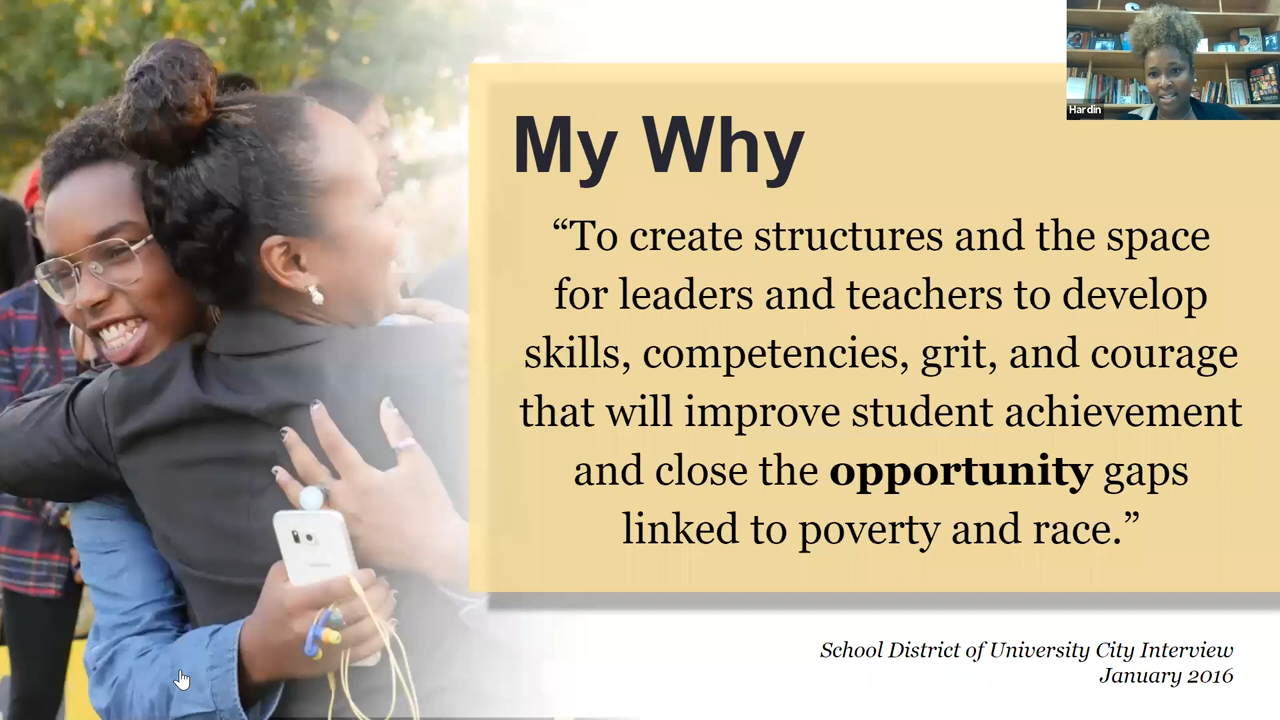 Hardin
My Why
“To create structures and the space
for leaders and teachers to develop
skills, competencies, grit, and courage
that will improve student achievement
and close the opportunity gaps
linked to poverty and race.”
School District of University City Interview
January 2016